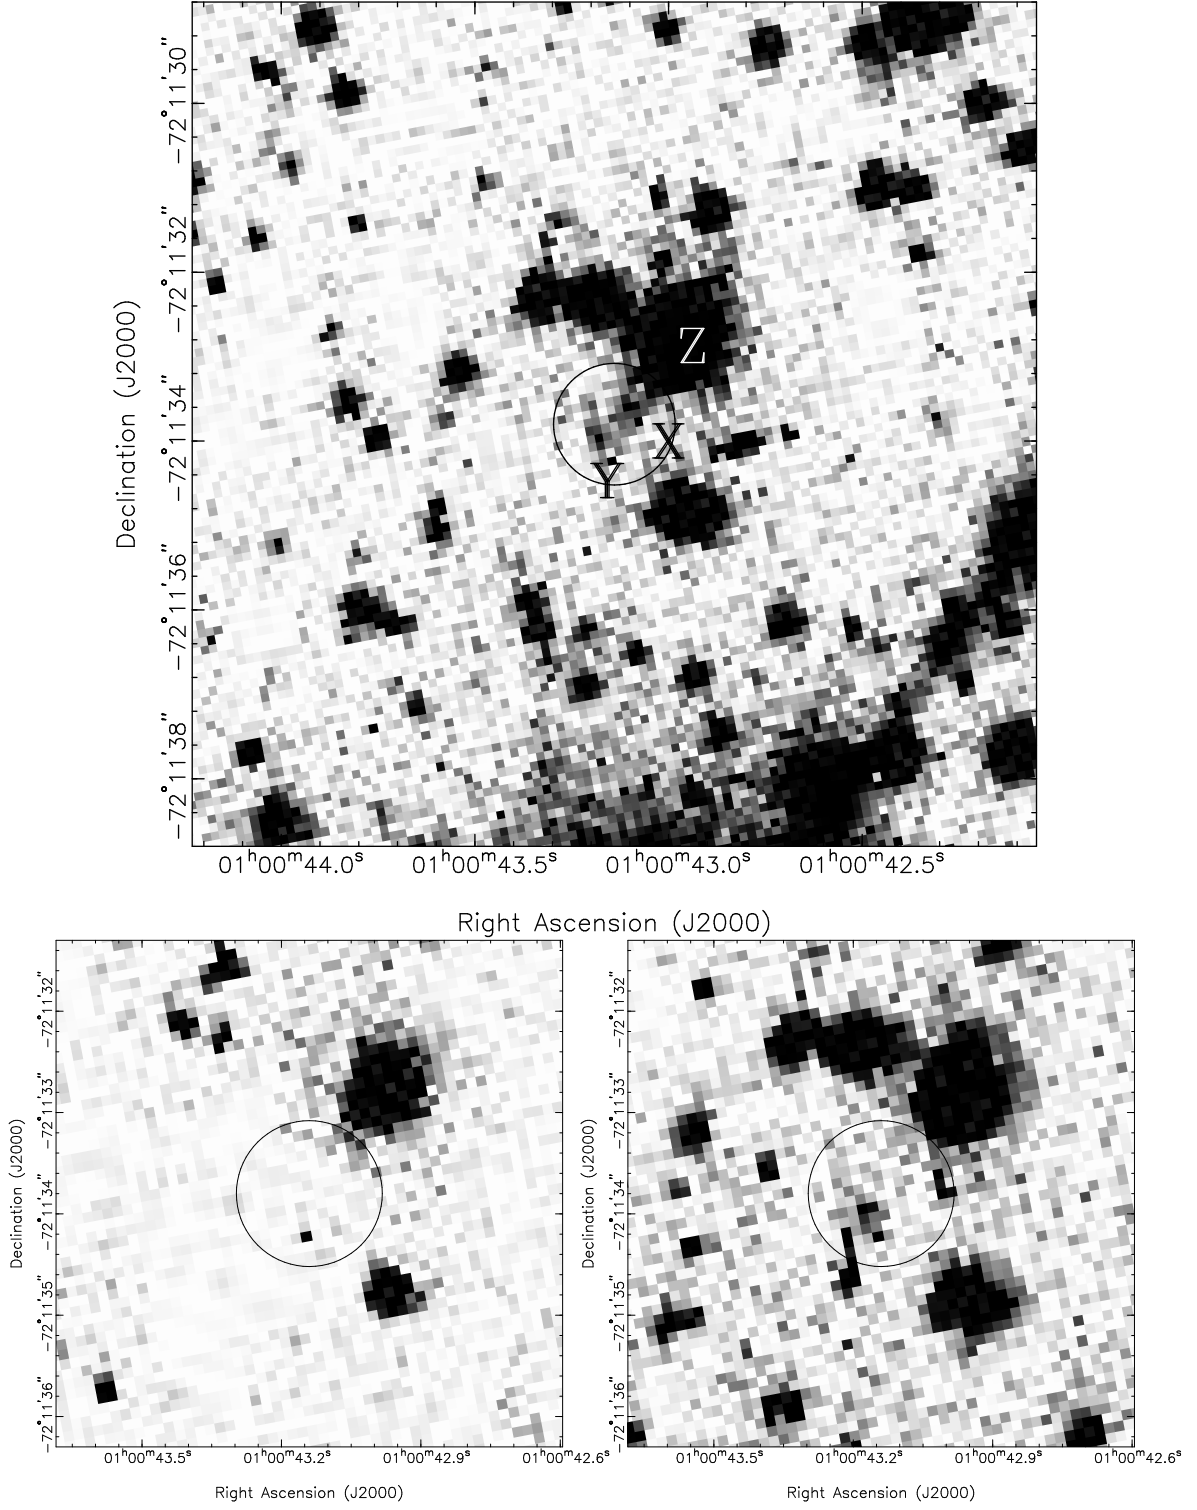 −72°11'30"
−72°11'32"
−72°11'34"
−72°11'36"
−72°11'38"
Declination (J2000)
Z
X
Y
01ʰ00ᵐ44.0ˢ 01ʰ00ᵐ43.5ˢ 01ʰ00ᵐ43.0ˢ 01ʰ00ᵐ42.5ˢ
Right Ascension (J2000)
−72°11'32"
−72°11'33"
−72°11'34"
−72°11'35"
−72°11'36"
Declination (J2000)
01ʰ00ᵐ43.5ˢ 01ʰ00ᵐ43.2ˢ 01ʰ00ᵐ42.9ˢ 01ʰ00ᵐ42.6ˢ
Right Ascension (J2000)
−72°11'32"
−72°11'33"
−72°11'34"
−72°11'35"
−72°11'36"
Declination (J2000)
01ʰ00ᵐ43.5ˢ 01ʰ00ᵐ43.2ˢ 01ʰ00ᵐ42.9ˢ 01ʰ00ᵐ42.6ˢ
Right Ascension (J2000)